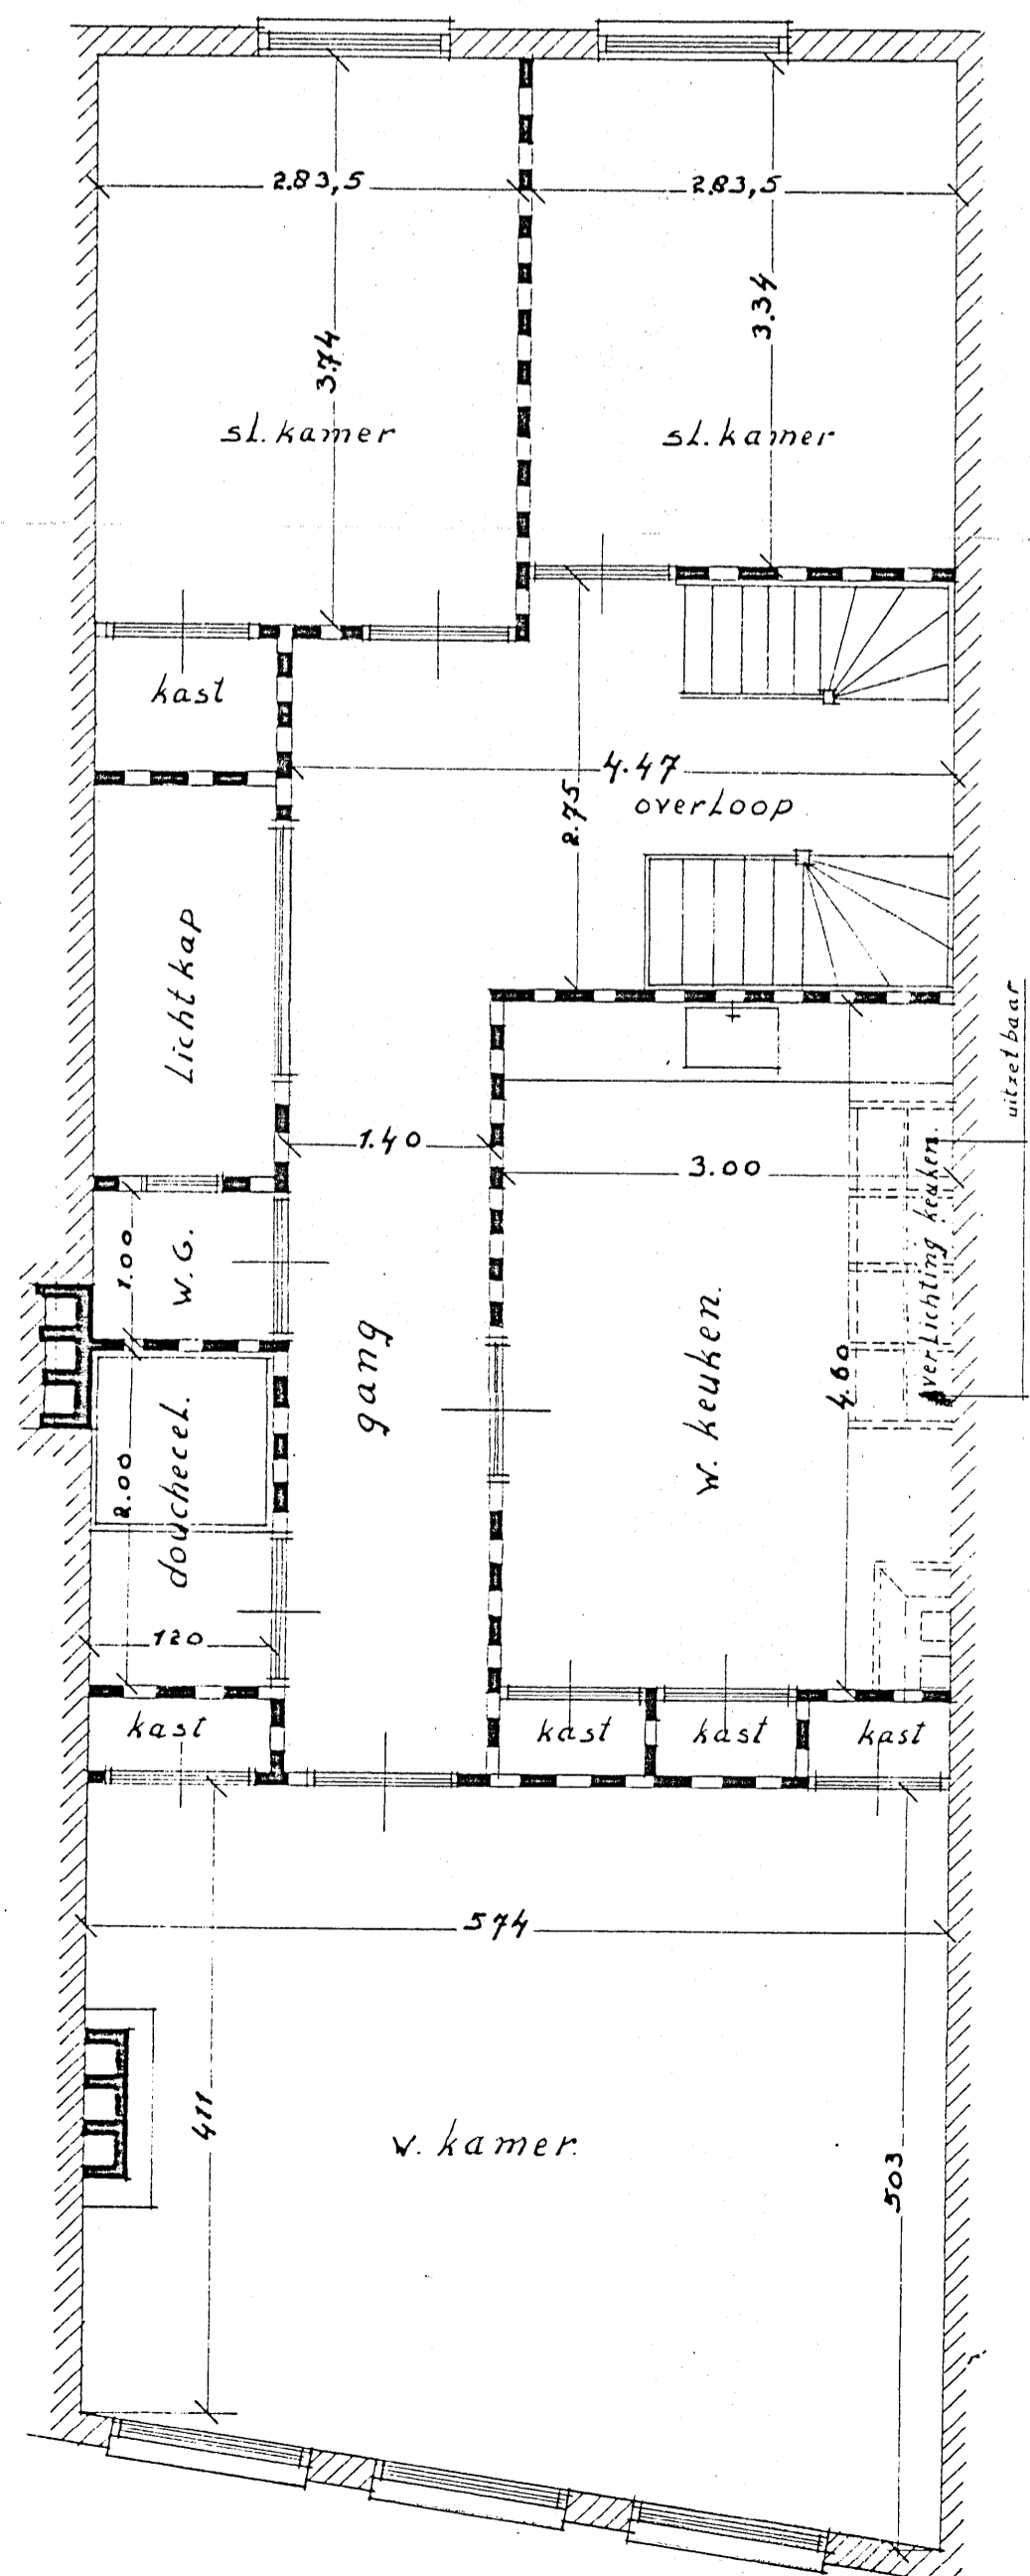 2.83,5
2.83,5
3.74
3.34
sl. kamer
sl. kamer
kast
4.47
2.75
overloop
Lichtkap
uitzetbaar
1.40
3.00
verlichting keuken.
1.00
W.C.
gang
w. keuken.
4.60
2.00
douchecel.
120
kast
kast
kast
kast
574
411
w. kamer.
503